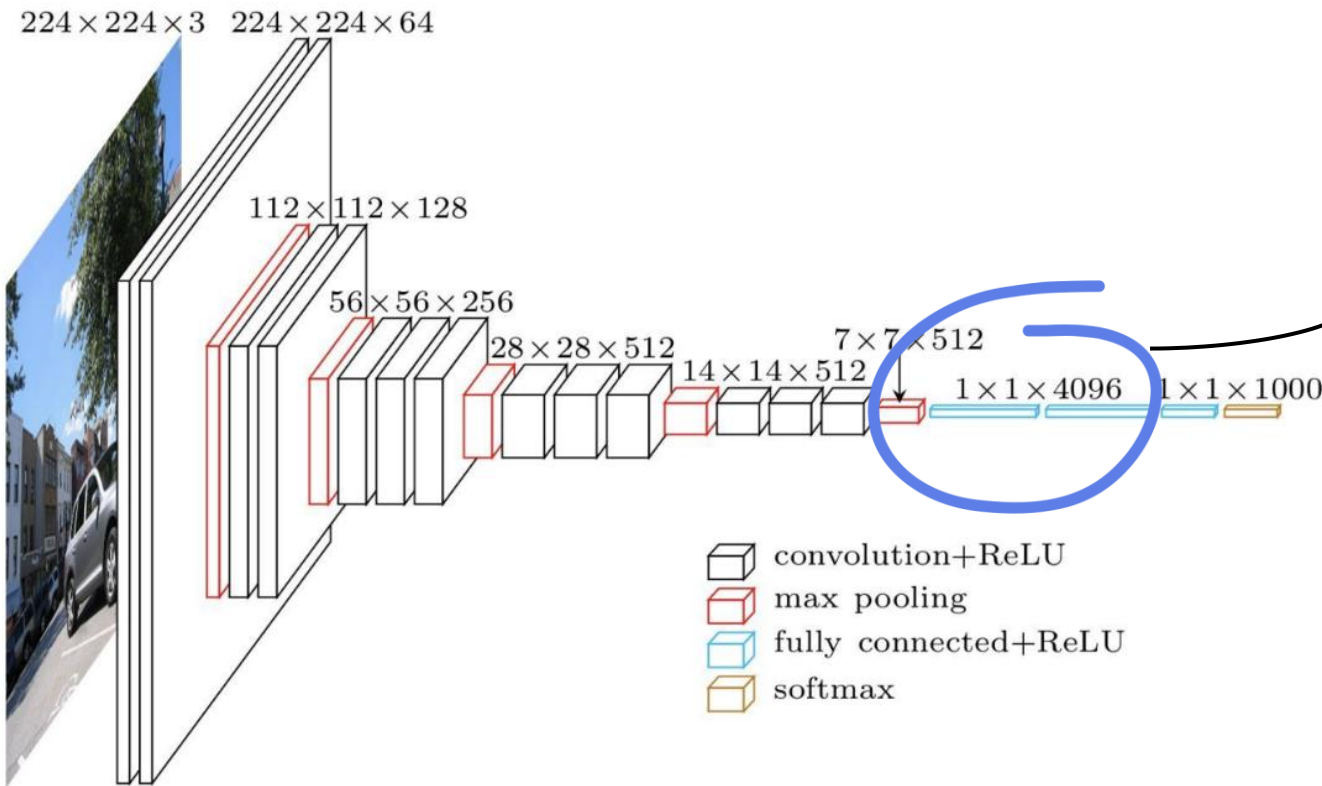 224×224×3
224×224×64
112×112×128
56×56×256
28×28×512
14×14×512
7×7×512
1×1×4096
1×1×1000
convolution+ReLU
max pooling
fully connected+ReLU
softmax